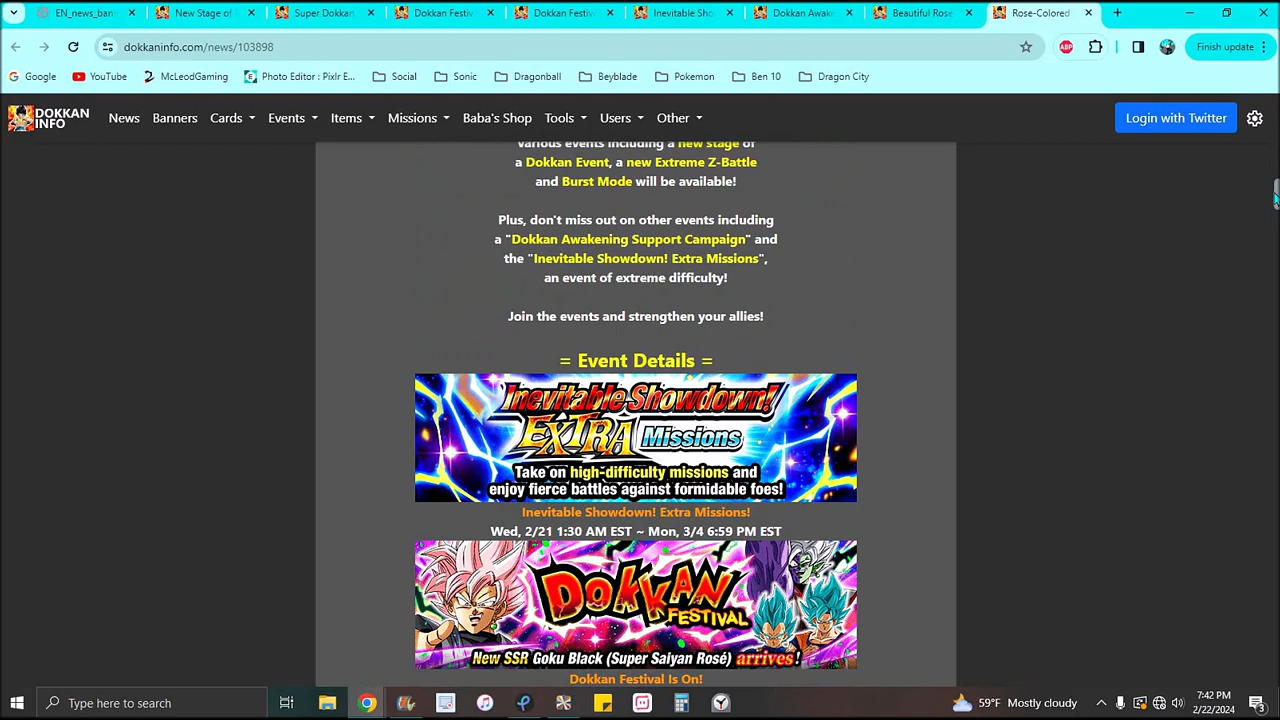 EN_news_ban
New Stage of
Super Dokkan
Dokkan Festiv
Dokkan Festiva
Inevitable Sho
Dokkan Awake
Beautiful Rose
Rose-Colored
dokkaninfo.com/news/103898
ABP
Finish update
Google
YouTube
McLeodGaming
Photo Editor : Pixlr E...
Social
Sonic
Dragonball
Beyblade
Pokemon
Ben 10
Dragon City
DOKKAN
INFO
News
Banners
Cards
Events
Items
Missions
Baba's Shop
Tools
Users
Other
Login with Twitter
Various events including a new stage of
a Dokkan Event, a new Extreme Z-Battle
and Burst Mode will be available!
Plus, don't miss out on other events including
a "Dokkan Awakening Support Campaign" and
the "Inevitable Showdown! Extra Missions",
an event of extreme difficulty!
Join the events and strengthen your allies!
= Event Details =
Inevitable Showdown!
EXTRA Missions
Take on high-difficulty missions and
enjoy fierce battles against formidable foes!
Inevitable Showdown! Extra Missions!
Wed, 2/21 1:30 AM EST ~ Mon, 3/4 6:59 PM EST
DOKKAN
FESTIVAL
New SSR Goku Black (Super Saiyan Rosé) arrives!
Dokkan Festival Is On!
Type here to search
59°F Mostly cloudy
7:42 PM
2/22/2024
3